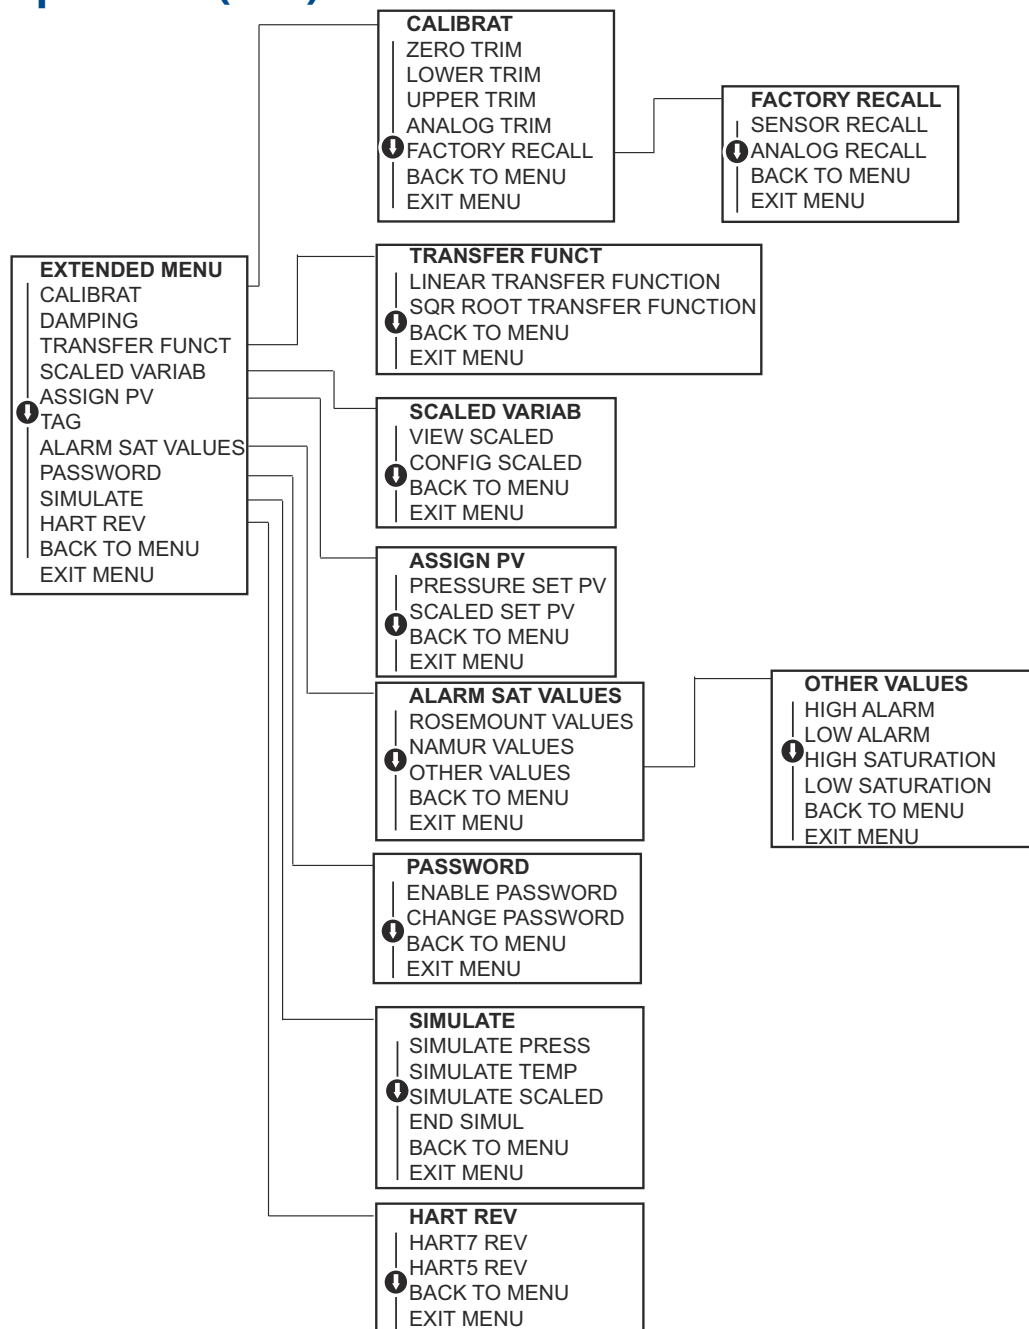 CALIBRAT
ZERO TRIM
LOWER TRIM
UPPER TRIM
ANALOG TRIM
FACTORY RECALL
BACK TO MENU
EXIT MENU
FACTORY RECALL
SENSOR RECALL
ANALOG RECALL
BACK TO MENU
EXIT MENU
EXTENDED MENU
CALIBRAT
DAMPING
TRANSFER FUNCT
SCALED VARIAB
ASSIGN PV
TAG
ALARM SAT VALUES
PASSWORD
SIMULATE
HART REV
BACK TO MENU
EXIT MENU
TRANSFER FUNCT
LINEAR TRANSFER FUNCTION
SQR ROOT TRANSFER FUNCTION
BACK TO MENU
EXIT MENU
SCALED VARIAB
VIEW SCALED
CONFIG SCALED
BACK TO MENU
EXIT MENU
ASSIGN PV
PRESSURE SET PV
SCALED SET PV
BACK TO MENU
EXIT MENU
ALARM SAT VALUES
ROSEMOUNT VALUES
NAMUR VALUES
OTHER VALUES
BACK TO MENU
EXIT MENU
OTHER VALUES
HIGH ALARM
LOW ALARM
HIGH SATURATION
LOW SATURATION
BACK TO MENU
EXIT MENU
PASSWORD
ENABLE PASSWORD
CHANGE PASSWORD
BACK TO MENU
EXIT MENU
SIMULATE
SIMULATE PRESS
SIMULATE TEMP
SIMULATE SCALED
END SIMUL
BACK TO MENU
EXIT MENU
HART REV
HART7 REV
HART5 REV
BACK TO MENU
EXIT MENU